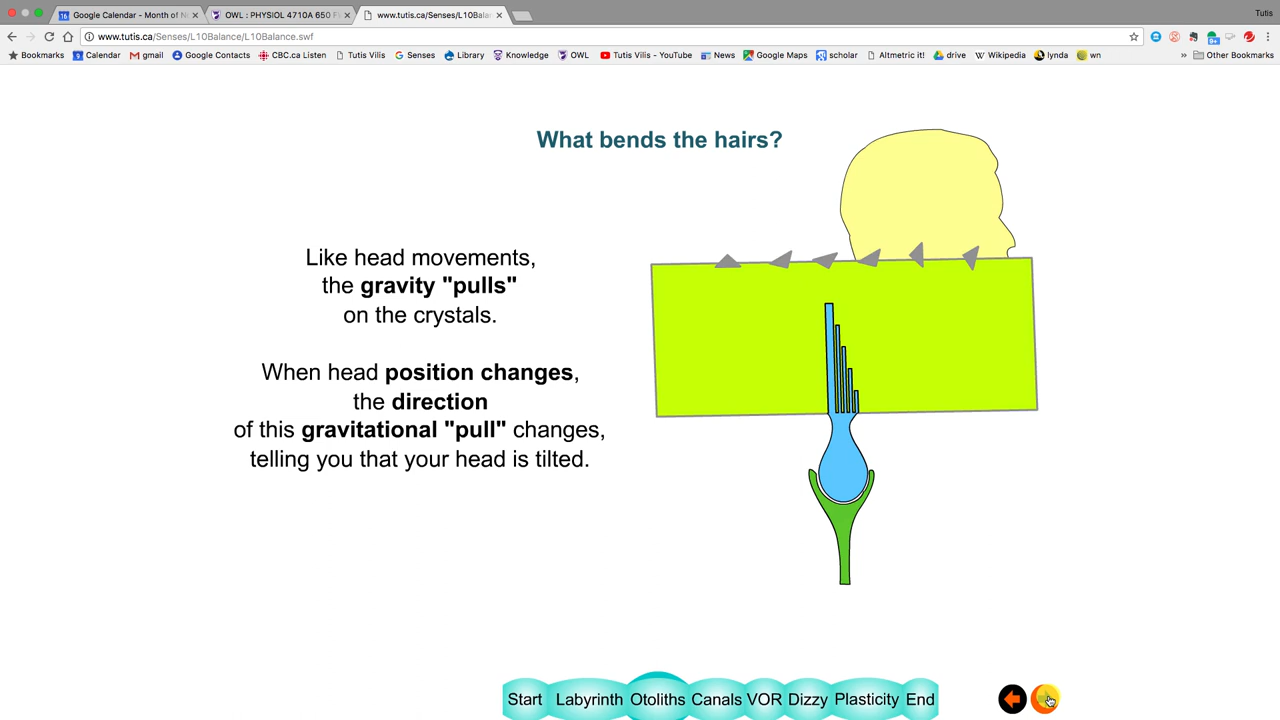 Google Calendar - Month of N
OWL : PHYSIOL 4710A 650 F
www.tutis.ca/Senses/L10Bala
Tutis
www.tutis.ca/Senses/L10Balance/L10Balance.swf
Bookmarks Calendar gmail Google Contacts CBC.ca Listen Tutis Vilis Senses Library Knowledge OWL Tutis Vilis - YouTube News Google Maps scholar Altmetric it! drive Wikipedia lynda wn » Other Bookmarks
What bends the hairs?
Like head movements,
the gravity "pulls"
on the crystals.
When head position changes,
the direction
of this gravitational "pull" changes,
telling you that your head is tilted.
Start Labyrinth Otoliths Canals VOR Dizzy Plasticity End